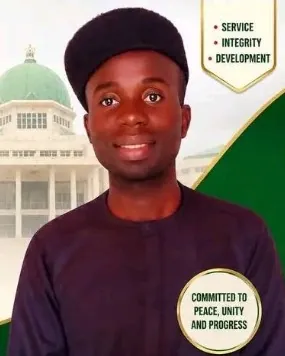 • SERVICE
• INTEGRITY
• DEVELOPMENT
COMMITTED TO
PEACE, UNITY
AND PROGRESS